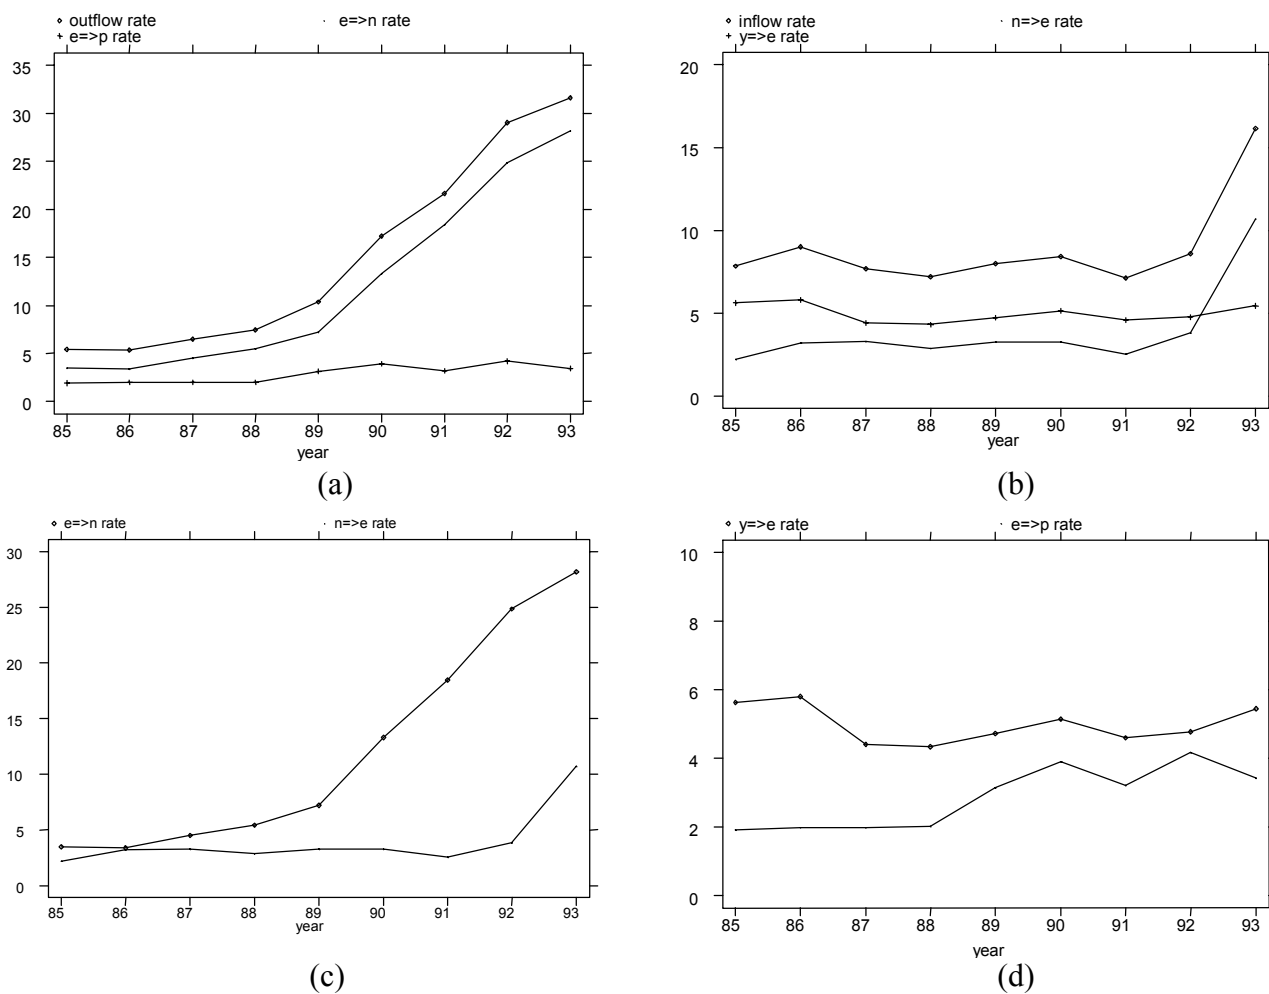 outflow rate e=>n rate
e=>p rate
35
30
25
20
15
10
5
0
85 86 87 88 89 90 91 92 93
year
(a)
inflow rate n=>e rate
y=>e rate
20
15
10
5
0
85 86 87 88 89 90 91 92 93
year
(b)
e=>n rate n=>e rate
30
25
20
15
10
5
0
85 86 87 88 89 90 91 92 93
year
(c)
y=>e rate e=>p rate
10
8
6
4
2
0
85 86 87 88 89 90 91 92 93
year
(d)